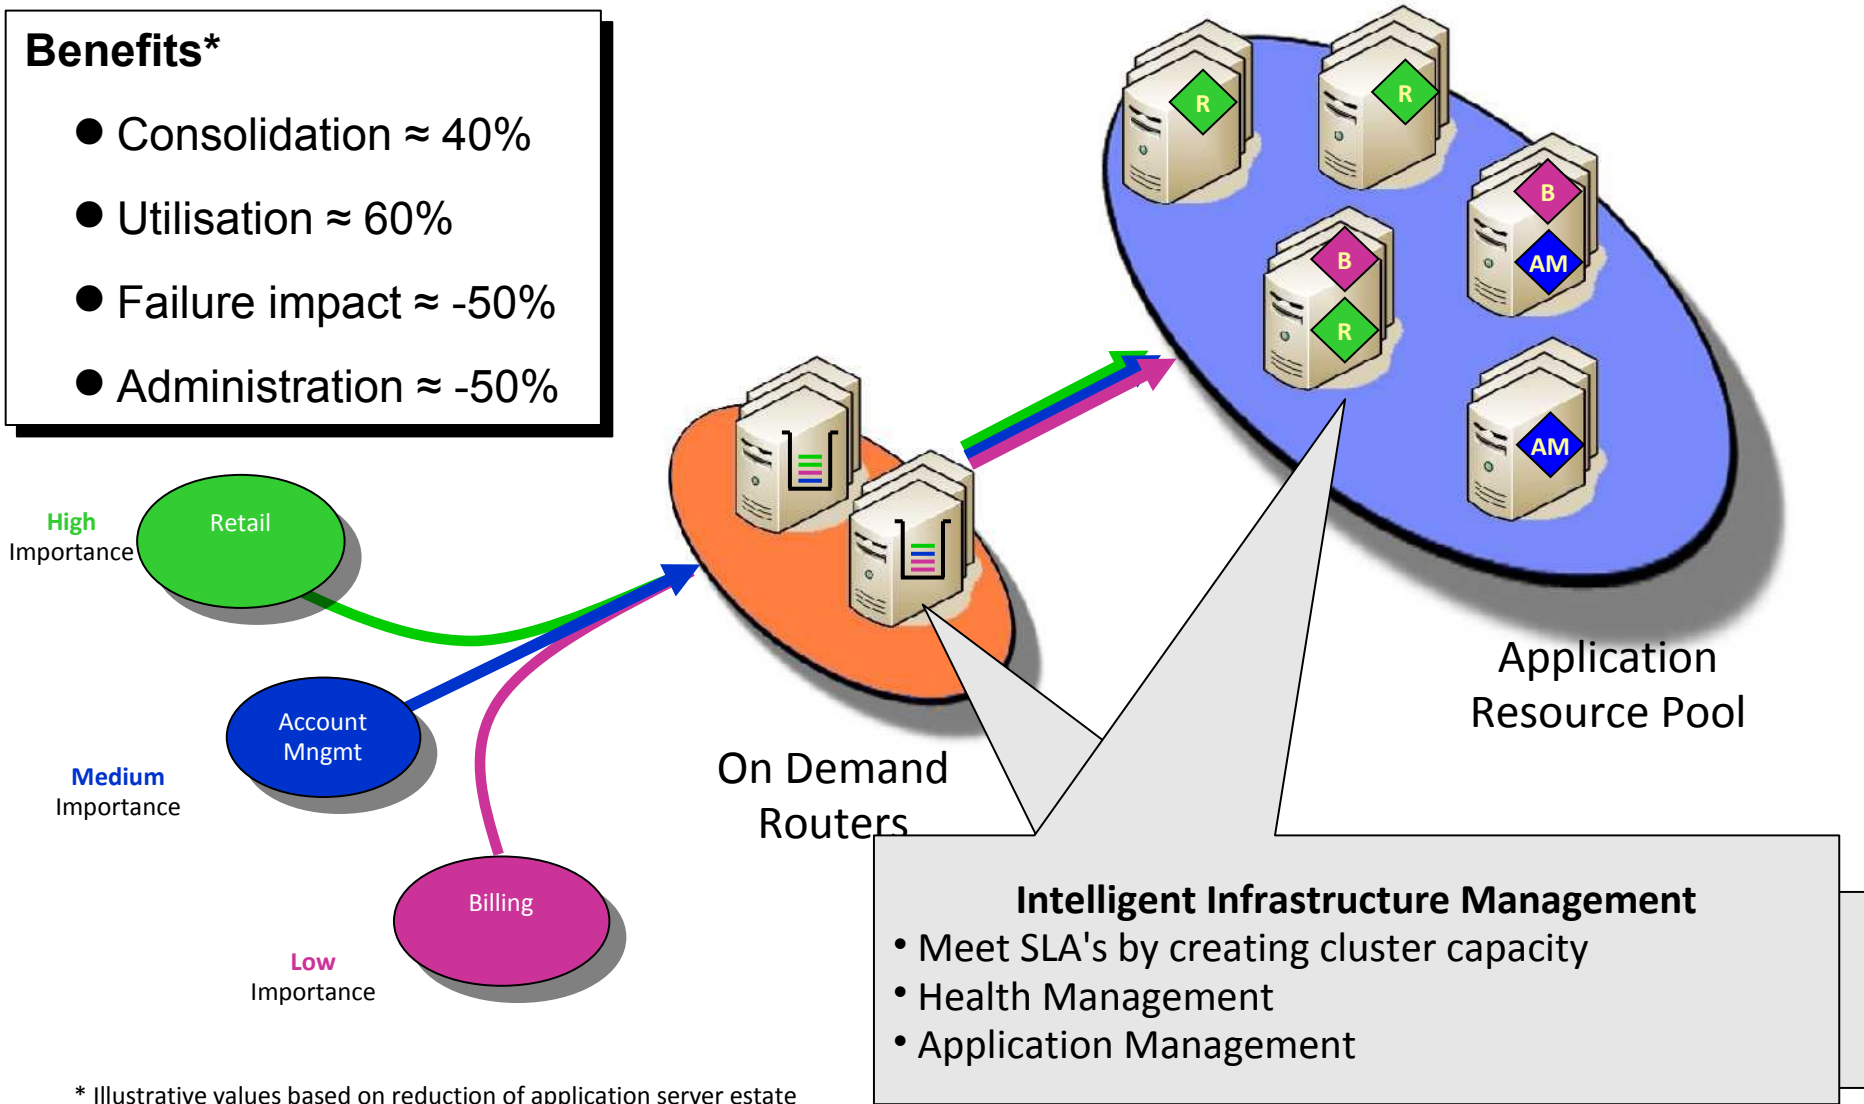 Benefits*
● Consolidation ≈ 40%
● Utilisation ≈ 60%
● Failure impact ≈ -50%
● Administration ≈ -50%
R
R
B
AM
B
R
AM
High
Importance
Retail
Account
Mngmt
Medium
Importance
Billing
Low
Importance
On Demand
Routers
Application
Resource Pool
Intelligent Infrastructure Management
• Meet SLA's by creating cluster capacity
• Health Management
• Application Management
* Illustrative values based on reduction of application server estate